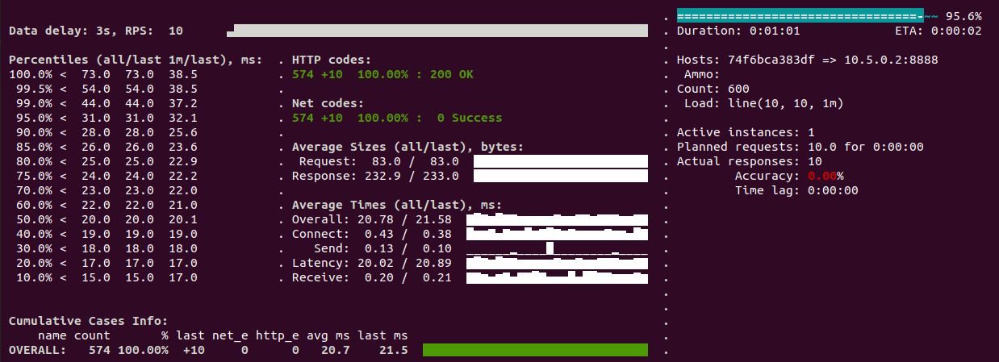 . =================================-~~ 95.6%
Data delay: 3s, RPS:  10 . Duration: 0:01:01             ETA: 0:00:02
.
Percentiles (all/last 1m/last), ms:  . HTTP codes: . Hosts: 74f6bca383df => 10.5.0.2:8888
100.0% <  73.0  73.0  38.5 . 574 +10  100.00% : 200 OK .  Ammo:
99.5% <  54.0  54.0  38.5 . . Count: 600
99.0% <  44.0  44.0  37.2 . Net codes: .  Load: line(10, 10, 1m)
95.0% <  31.0  31.0  32.1 . 574 +10  100.00% :  0 Success .
90.0% <  28.0  28.0  25.6 . . Active instances: 1
85.0% <  26.0  26.0  23.6 . Average Sizes (all/last), bytes: . Planned requests: 10.0 for 0:00:00
80.0% <  25.0  25.0  22.9 .  Request:  83.0 /  83.0 . Actual responses: 10
75.0% <  24.0  24.0  22.2 . Response: 232.9 / 233.0 .         Accuracy: 0.00%
70.0% <  23.0  23.0  22.0 . .         Time lag: 0:00:00
60.0% <  22.0  22.0  21.0 . Average Times (all/last), ms: .
50.0% <  20.0  20.0  20.1 . Overall: 20.78 / 21.58 .
40.0% <  19.0  19.0  19.0 . Connect:  0.43 /  0.38 .
30.0% <  18.0  18.0  18.0 .    Send:  0.13 /  0.10 .
20.0% <  17.0  17.0  17.0 . Latency: 20.02 / 20.89 .
10.0% <  15.0  15.0  17.0 . Receive:  0.20 /  0.21 .
.
.
Cumulative Cases Info: .
name count       % last net_e http_e avg ms last ms .
OVERALL:   574 100.00%  +10     0      0   20.7    21.5 .